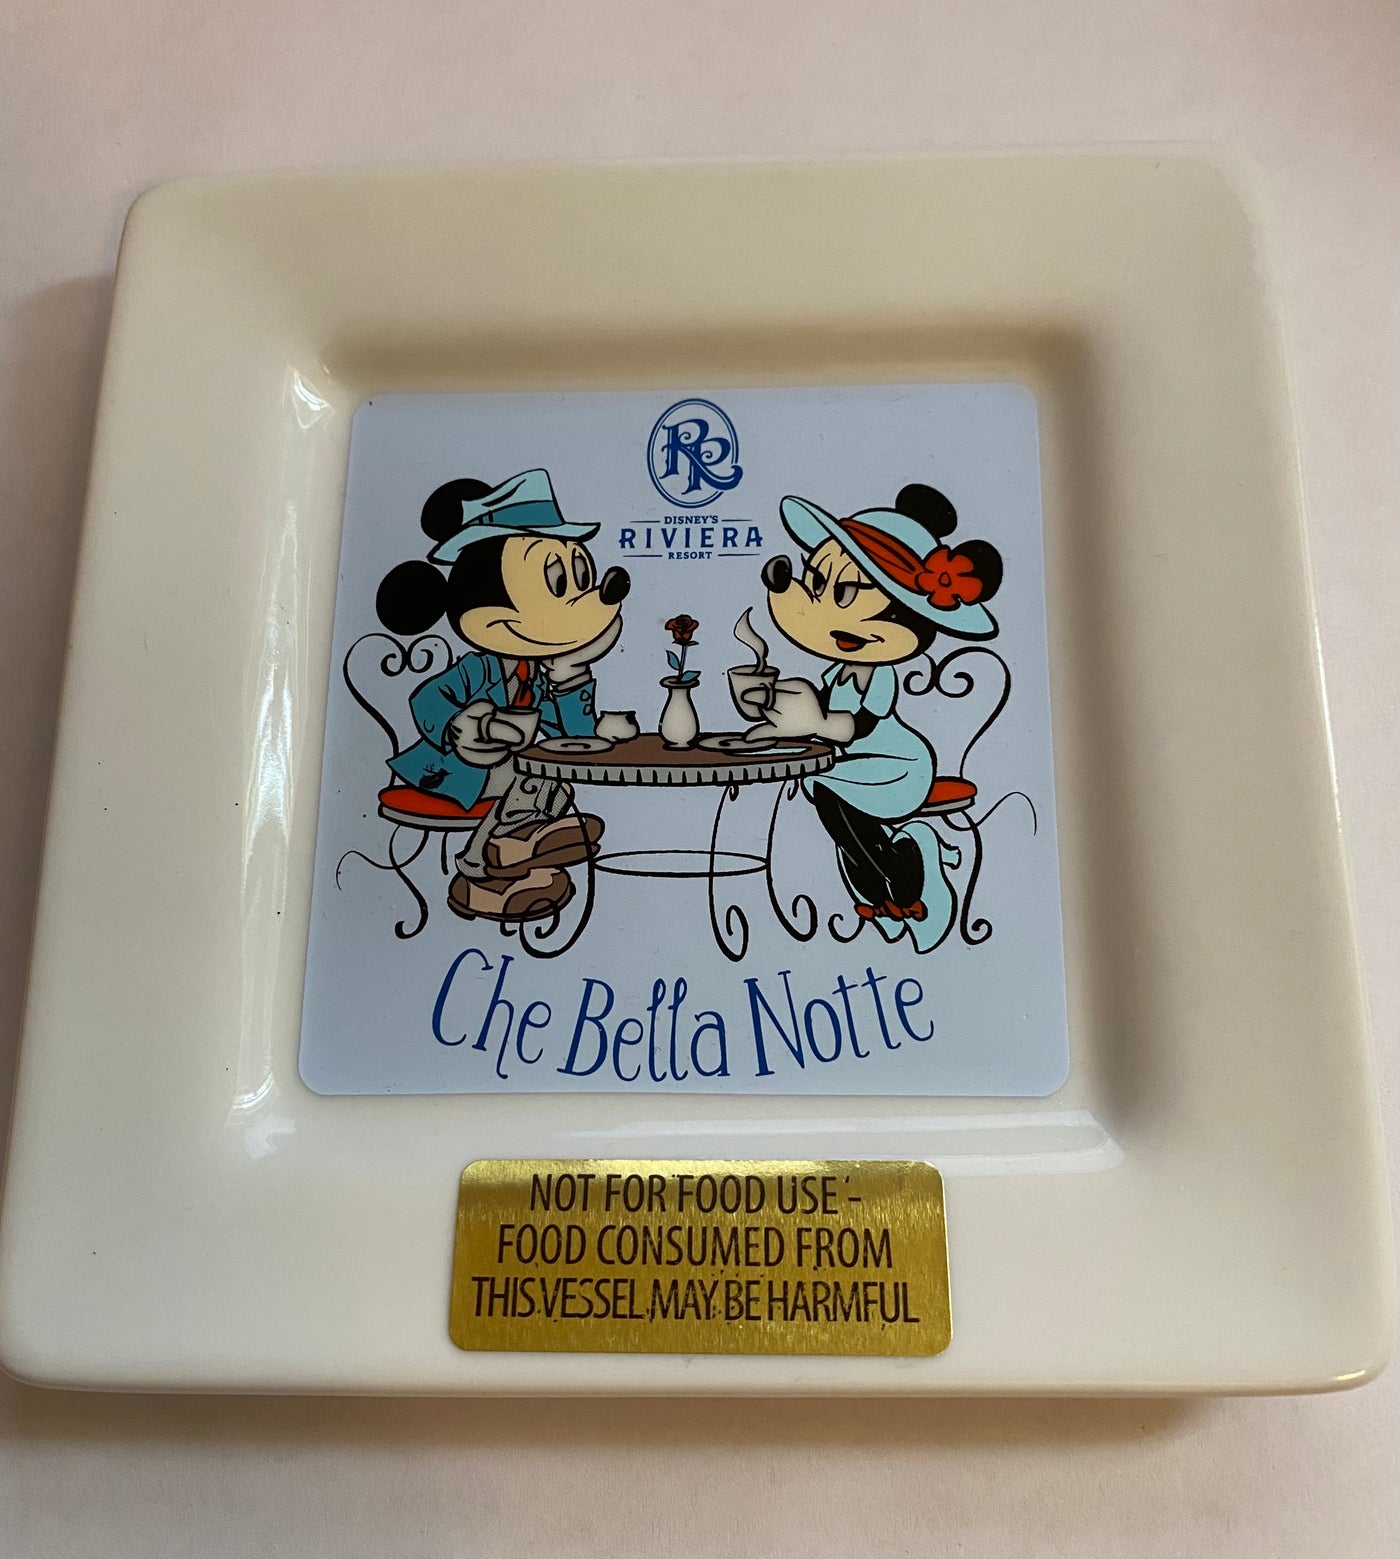 RR
DISNEY'S
RIVIERA
RESORT
Che Bella Notte
NOT FOR FOOD USE -
FOOD CONSUMED FROM
THIS VESSEL MAY BE HARMFUL